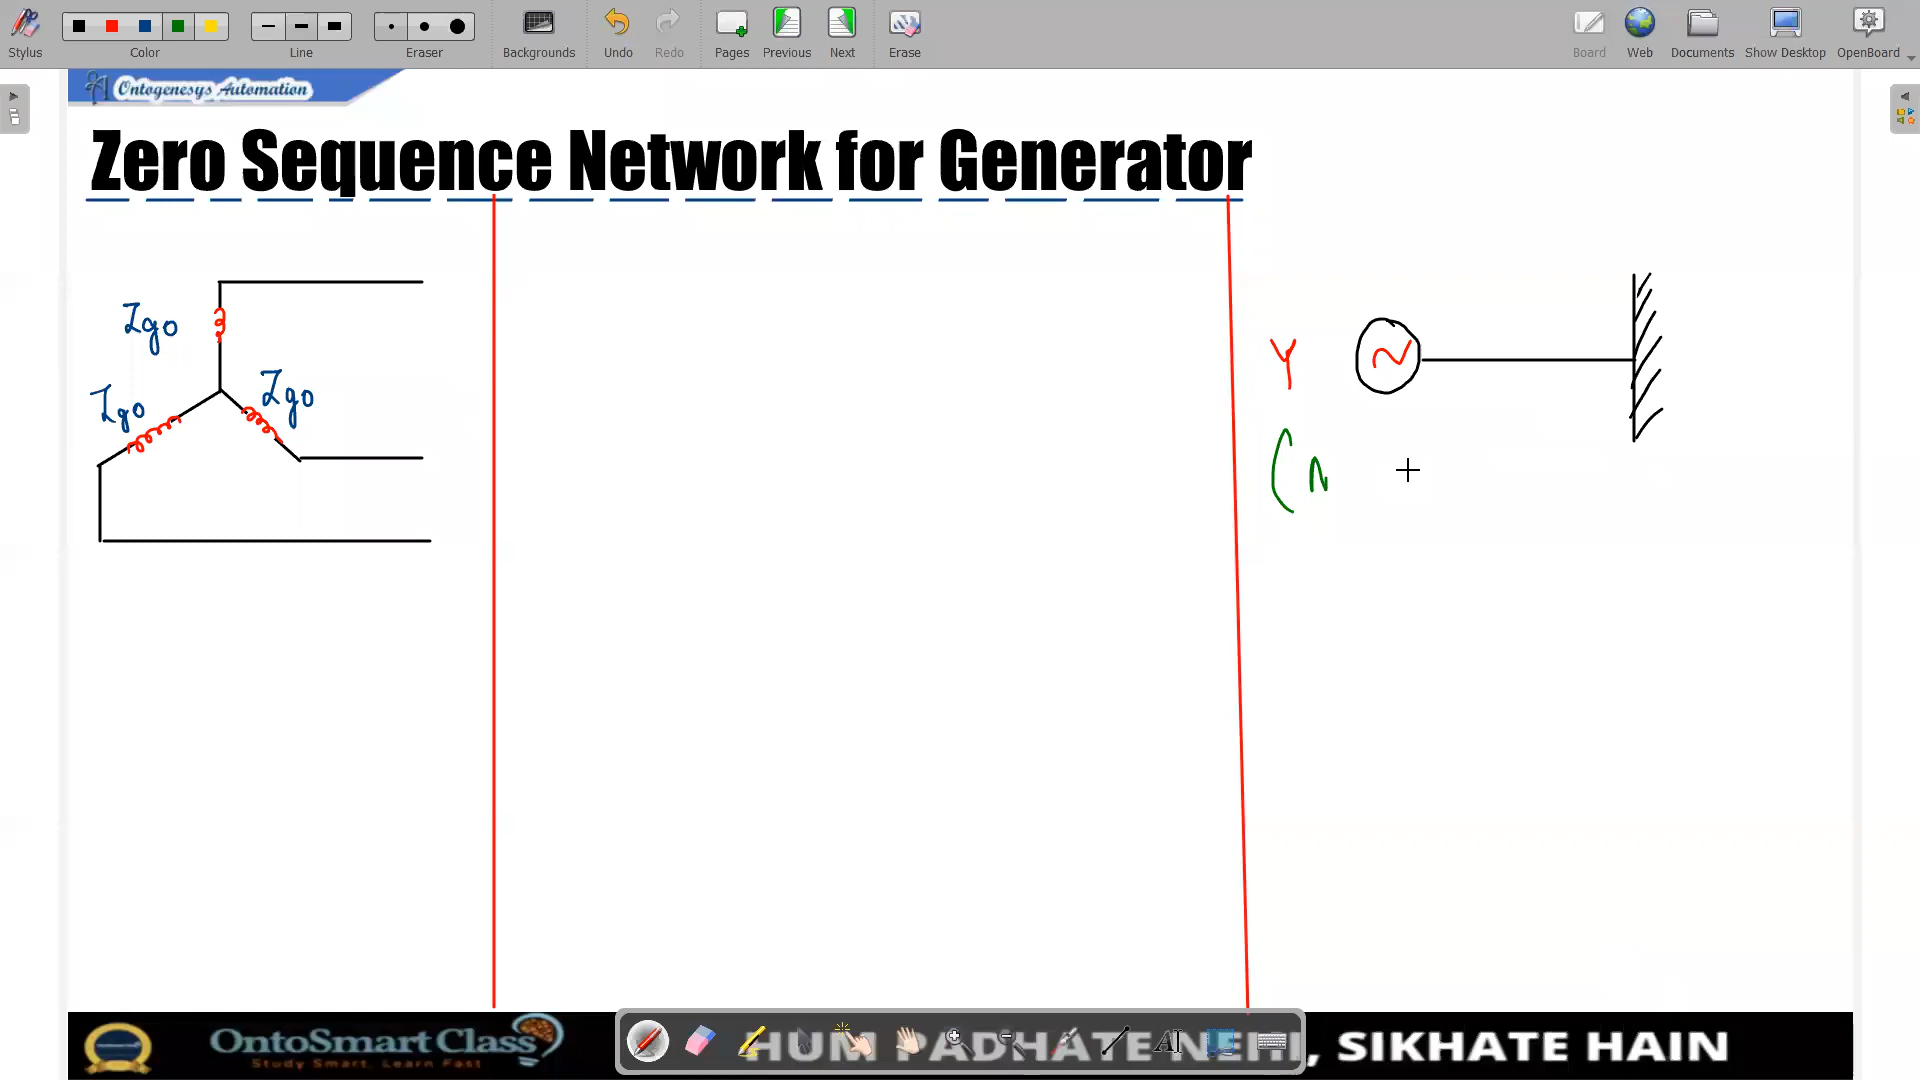 Stylus Color Line Eraser Backgrounds Undo Redo Pages Previous Next Erase Board Web Documents Show Desktop OpenBoard
Ontogenesys Automation
Zero Sequence Network for Generator
Zgo
Zgo
Zgo
Y
~
(n
OntoSmart Class
Study Smart, Learn Fast
HUM PADHATE NEHI, SIKHATE HAIN